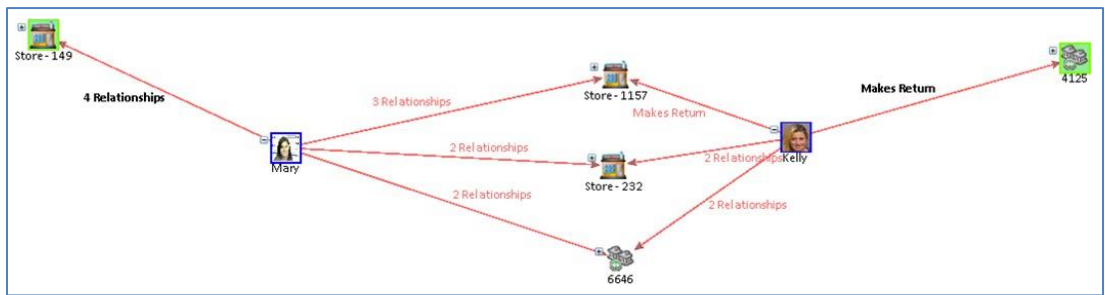 Store - 149
4 Relationships
Mary
3 Relationships
Store - 1157
Makes Return
2 Relationships
Store - 232
2 Relationships
Kelly
2 Relationships
2 Relationships
6646
Makes Return
4125